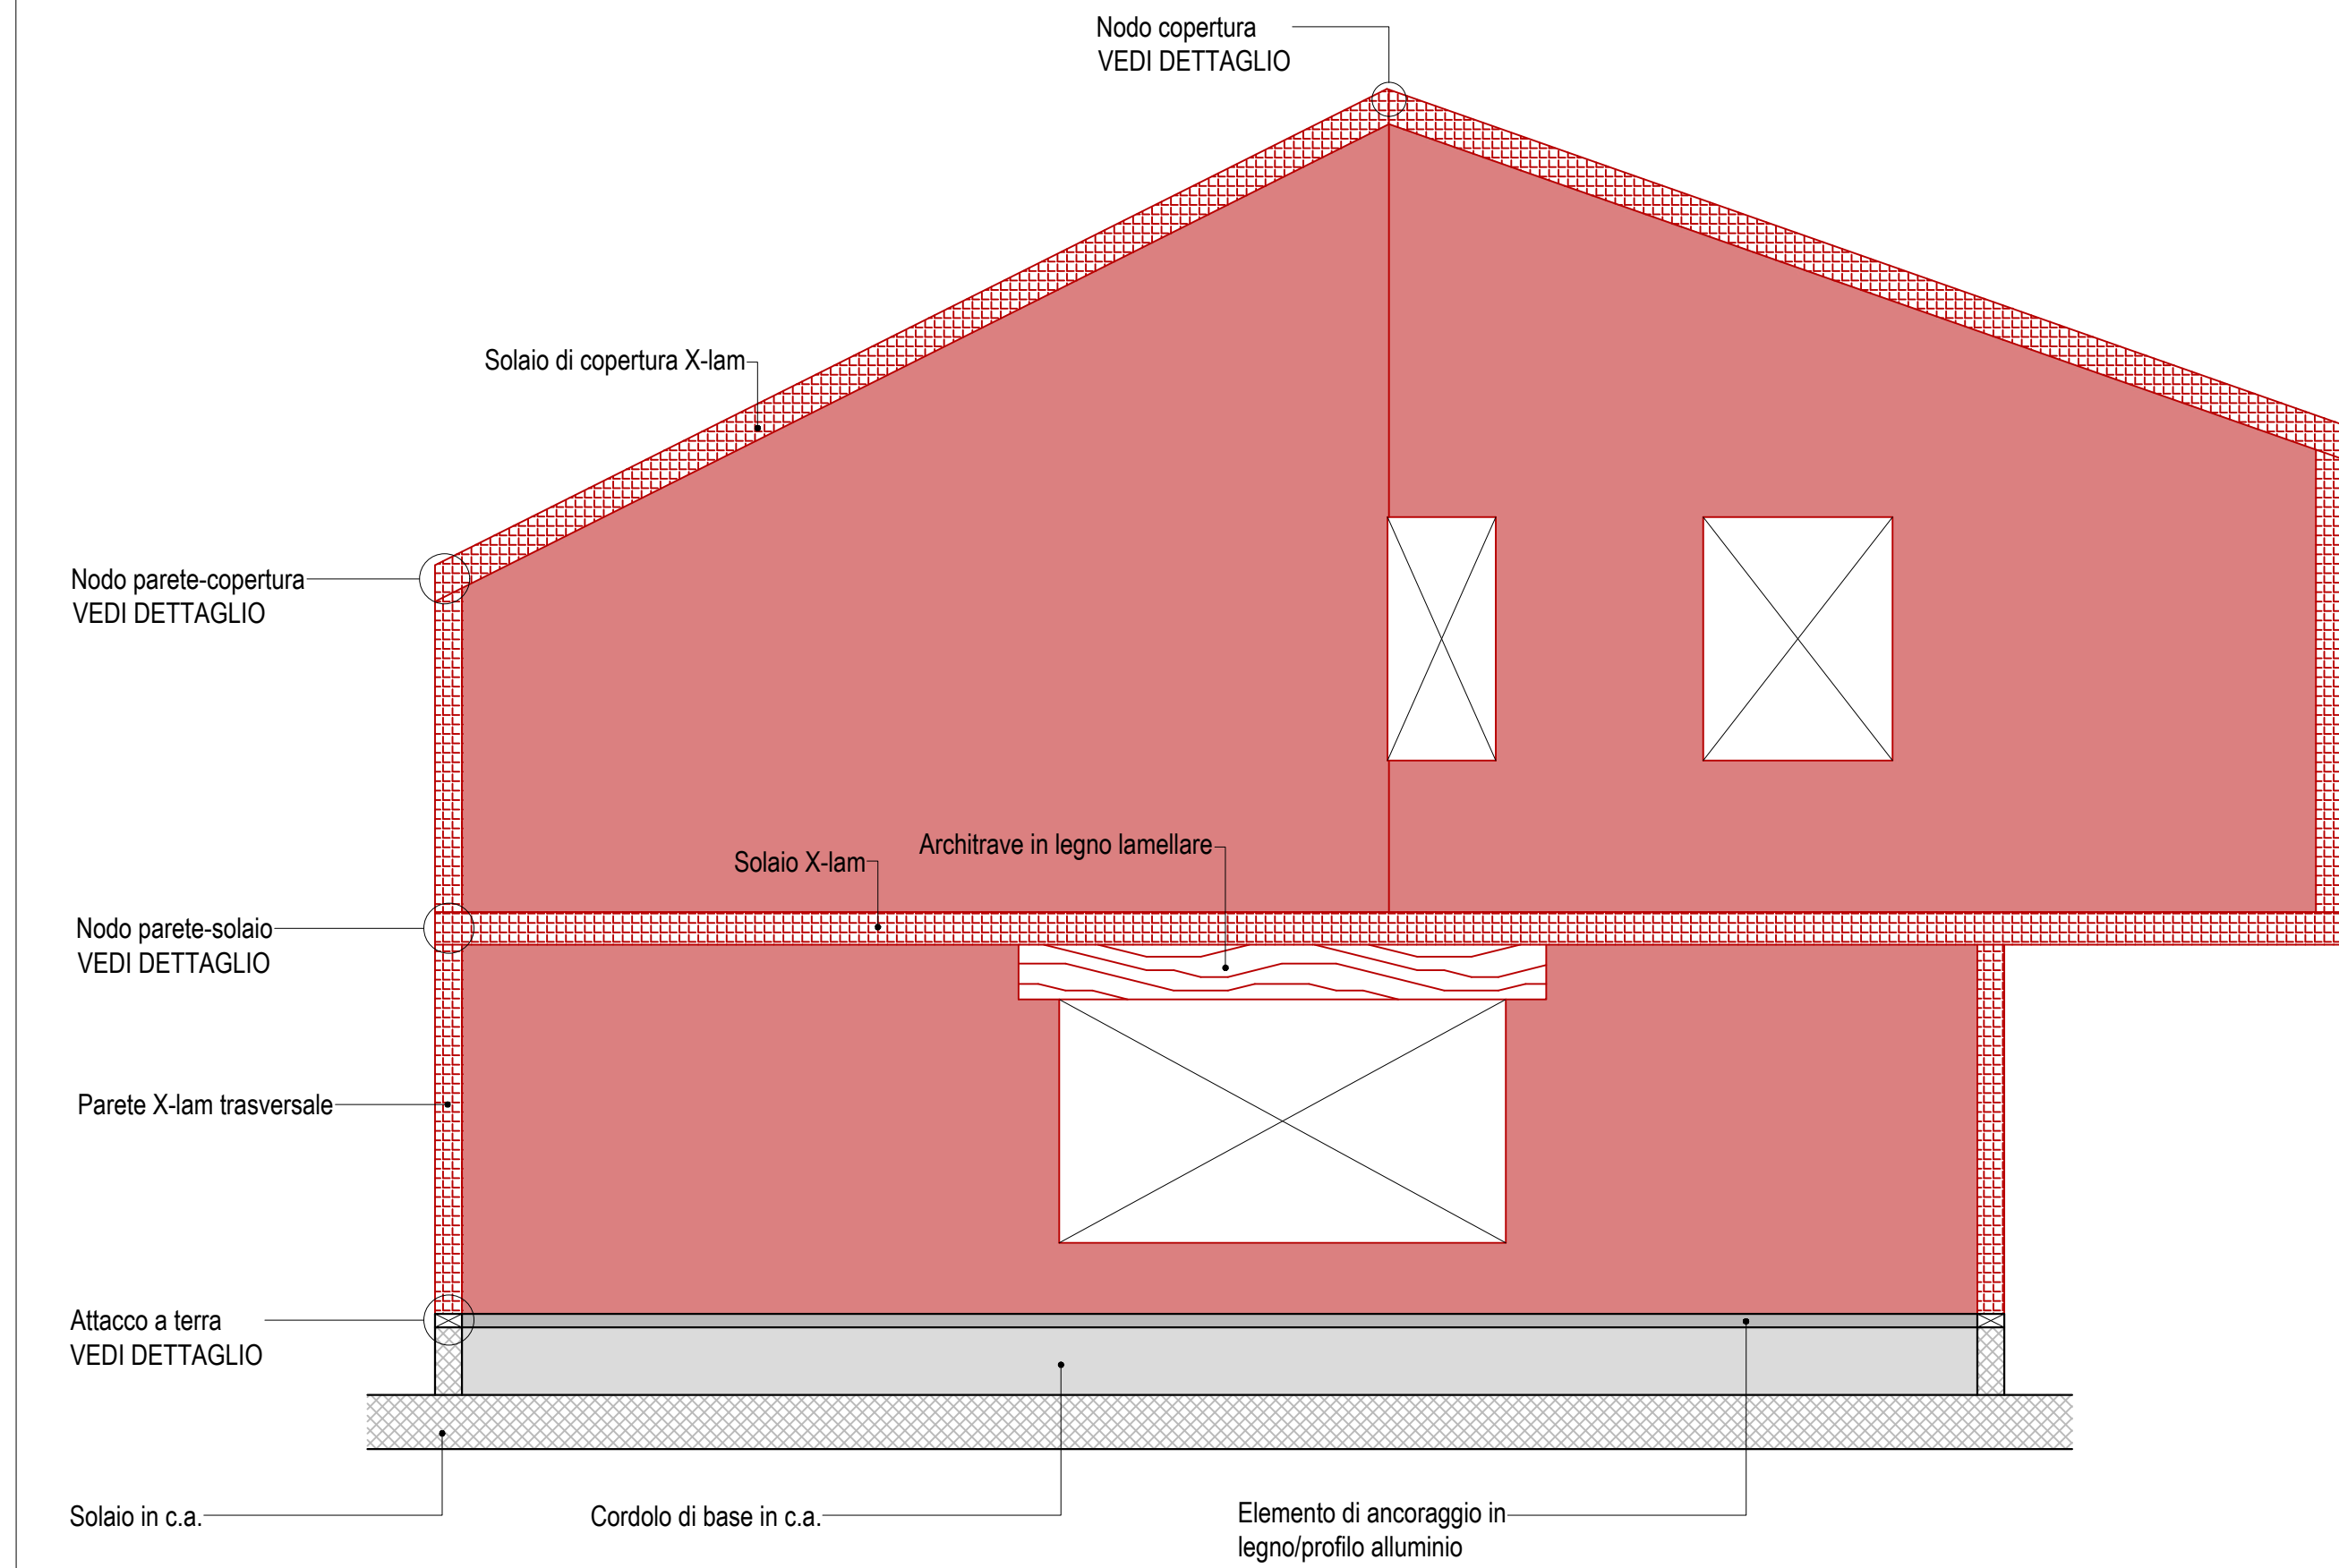 Nodo copertura
VEDI DETTAGLIO
Solaio di copertura X-lam
Nodo parete-copertura
VEDI DETTAGLIO
Architrave in legno lamellare
Solaio X-lam
Nodo parete-solaio
VEDI DETTAGLIO
Parete X-lam trasversale
Attacco a terra
VEDI DETTAGLIO
Solaio in c.a.
Cordolo di base in c.a.
Elemento di ancoraggio in
legno/profilo alluminio